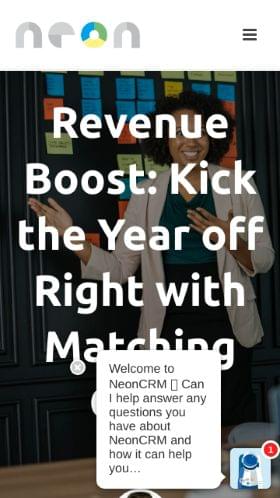 neon
Revenue
Boost: Kick
the Year off
Right with
Matching
Welcome to
NeonCRM ▯ Can
I help answer any
questions you
have about
NeonCRM and
how it can help
you...
1